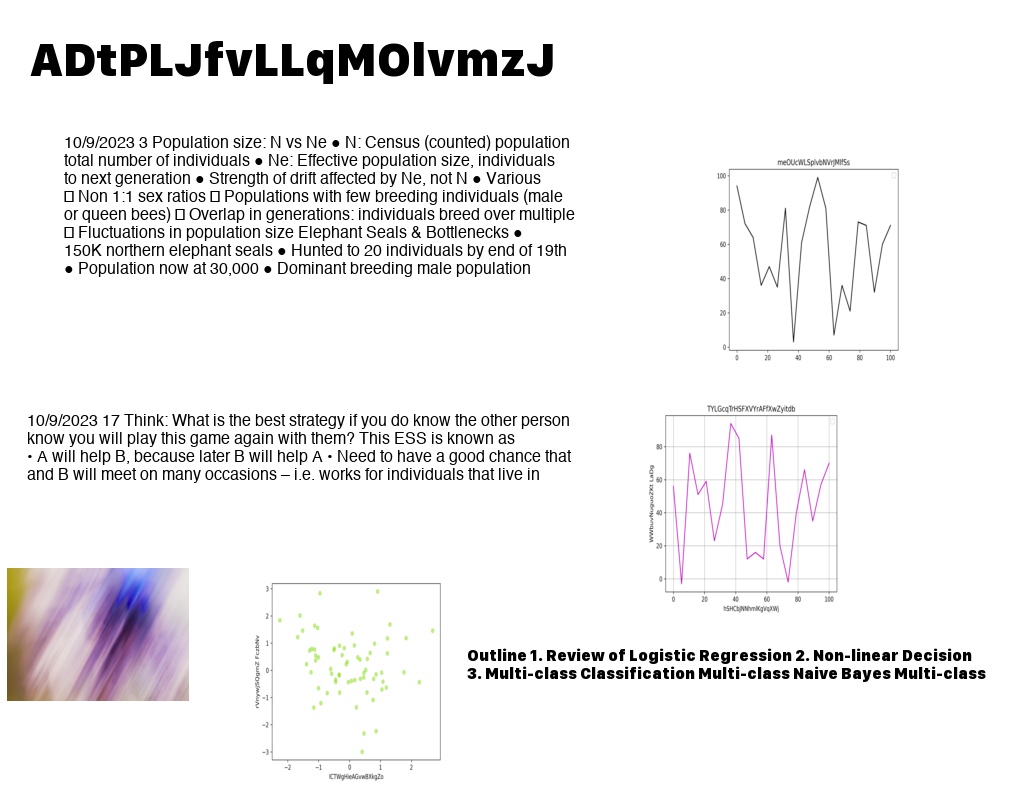 ADtPLJfvLLqMOlvmzJ
10/9/2023 3 Population size: N vs Ne ● N: Census (counted) population
total number of individuals ● Ne: Effective population size, individuals
to next generation ● Strength of drift affected by Ne, not N ● Various
□ Non 1:1 sex ratios □ Populations with few breeding individuals (male
or queen bees) □ Overlap in generations: individuals breed over multiple
□ Fluctuations in population size Elephant Seals & Bottlenecks ●
150K northern elephant seals ● Hunted to 20 individuals by end of 19th
● Population now at 30,000 ● Dominant breeding male population
meOUcWLSplvbNVrJMlfSs
100
80
60
40
20
0
0 20 40 60 80 100
10/9/2023 17 Think: What is the best strategy if you do know the other person
know you will play this game again with them? This ESS is known as
• A will help B, because later B will help A • Need to have a good chance that
and B will meet on many occasions – i.e. works for individuals that live in
TYLGcqTrHSFXVYrAFfXwZyitdb
80
60
40
20
0
0 20 40 60 80 100
hSHCbJNNhmlKgVqXWj
3
2
1
0
−1
−2
−3
−2 −1 0 1 2
lCTWgHieAGvwBXkgZo
Outline 1. Review of Logistic Regression 2. Non-linear Decision
3. Multi-class Classification Multi-class Naive Bayes Multi-class